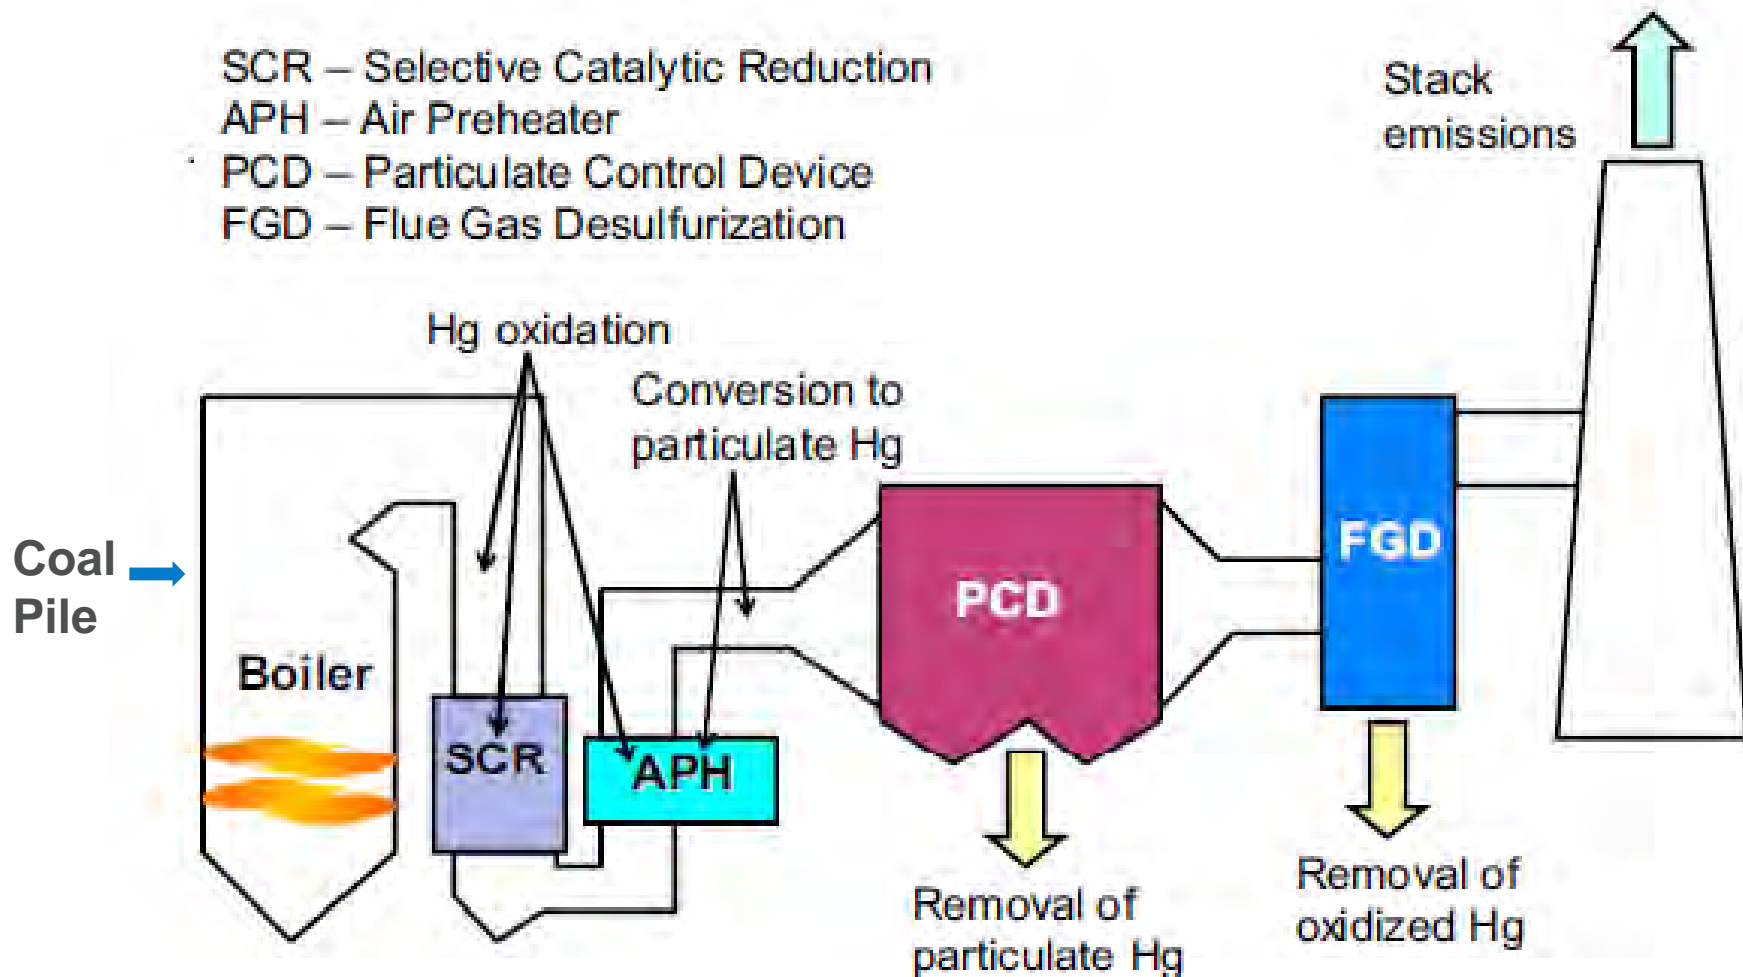 SCR – Selective Catalytic Reduction
APH – Air Preheater
PCD – Particulate Control Device
FGD – Flue Gas Desulfurization
Stack
emissions
Hg oxidation
Conversion to
particulate Hg
Coal
Pile
Boiler
SCR
APH
PCD
FGD
Removal of
particulate Hg
Removal of
oxidized Hg